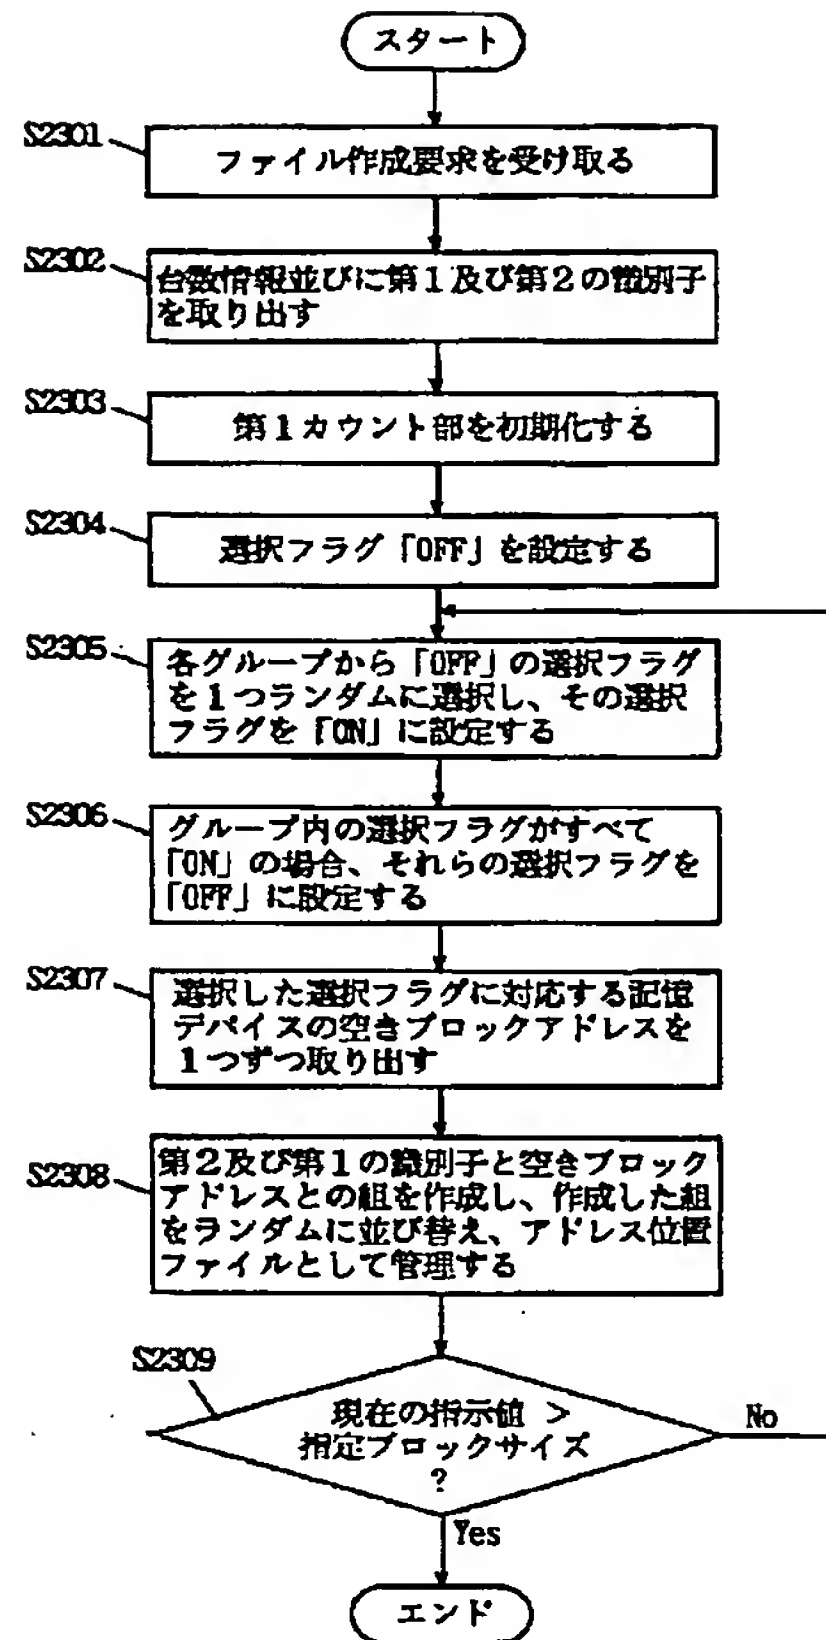 スタート
S2301
ファイル作成要求を受け取る
S2302
台数情報並びに第1及び第2の識別子
を取り出す
S2303
第1カウント部を初期化する
S2304
選択フラグ「OFF」を設定する
S2305
各グループから「OFF」の選択フラグ
を1つランダムに選択し、その選択
フラグを「ON」に設定する
S2306
グループ内の選択フラグがすべて
「ON」の場合、それらの選択フラグを
「OFF」に設定する
S2307
選択した選択フラグに対応する記憶
デバイスの空きブロックアドレスを
1つずつ取り出す
S2308
第2及び第1の識別子と空きブロック
アドレスとの組を作成し、作成した組
をランダムに並び替え、アドレス位置
ファイルとして管理する
S2309
現在の指示値 >
指定ブロックサイズ
?
No
Yes
エンド